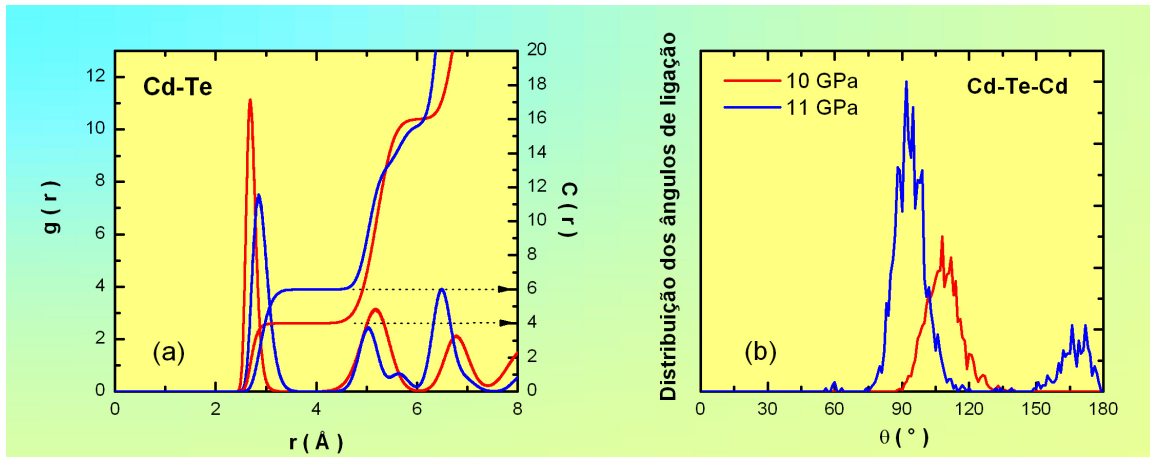 Cd-Te
g ( r )
12
10
8
6
4
2
0
20
18
16
14
12
10
8
6
4
2
0
C ( r )
(a)
0
2
4
6
8
r ( Å )
Distribuição dos ângulos de ligação
10 GPa
11 GPa
Cd-Te-Cd
(b)
0
30
60
90
120
150
180
θ ( ° )